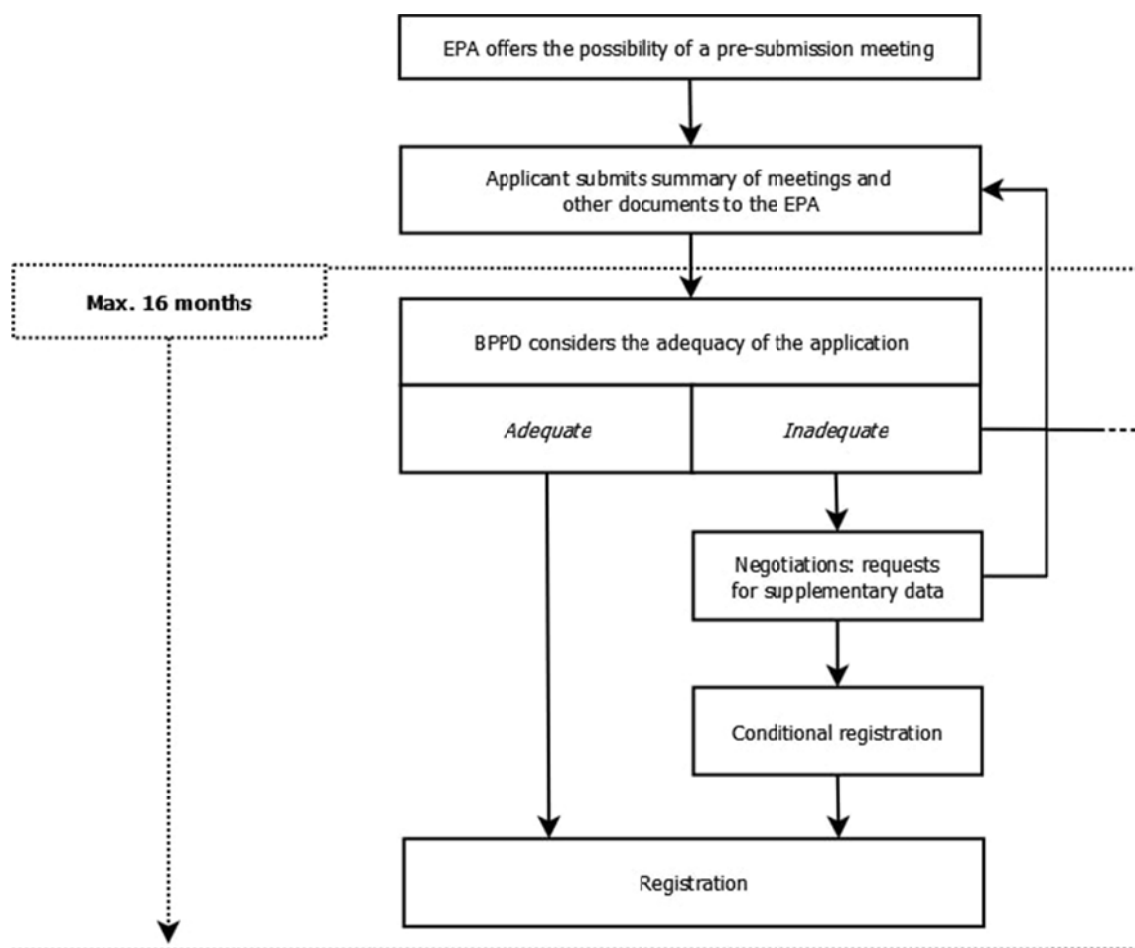 EPA offers the possibility of a pre-submission meeting
Applicant submits summary of meetings and
other documents to the EPA
Max. 16 months
BPPD considers the adequacy of the application
Adequate
Inadequate
Negotiations: requests
for supplementary data
Conditional registration
Registration